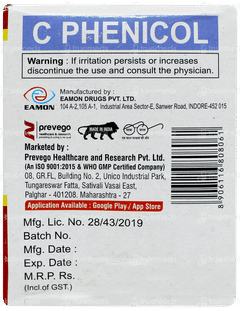 C PHENICOL
Warning : If irritation persists or increases
discontinue the use and consult the physician.
EAMON
Manufactured by :
EAMON DRUGS PVT. LTD.
104 A-2,105 A-1, Industrial Area Sector-E, Sanwer Road, INDORE-452 015
prevego
MAKE IN INDIA
Marketed by :
Prevego Healthcare and Research Pvt. Ltd.
(An ISO 9001:2015 & WHO GMP Certified Company)
08, GR.FL, Building No. 2, Unico Industrial Park,
Tungareswar Fatta, Sativali Vasai East,
Palghar - 401208. Maharashtra - 27
Application Available : Google Play / App Store
Mfg. Lic. No. 28/43/2019
Batch No.
Mfg. Date :
Exp. Date :
M.R.P. Rs.
(Incl.of GST.)
8906116808061